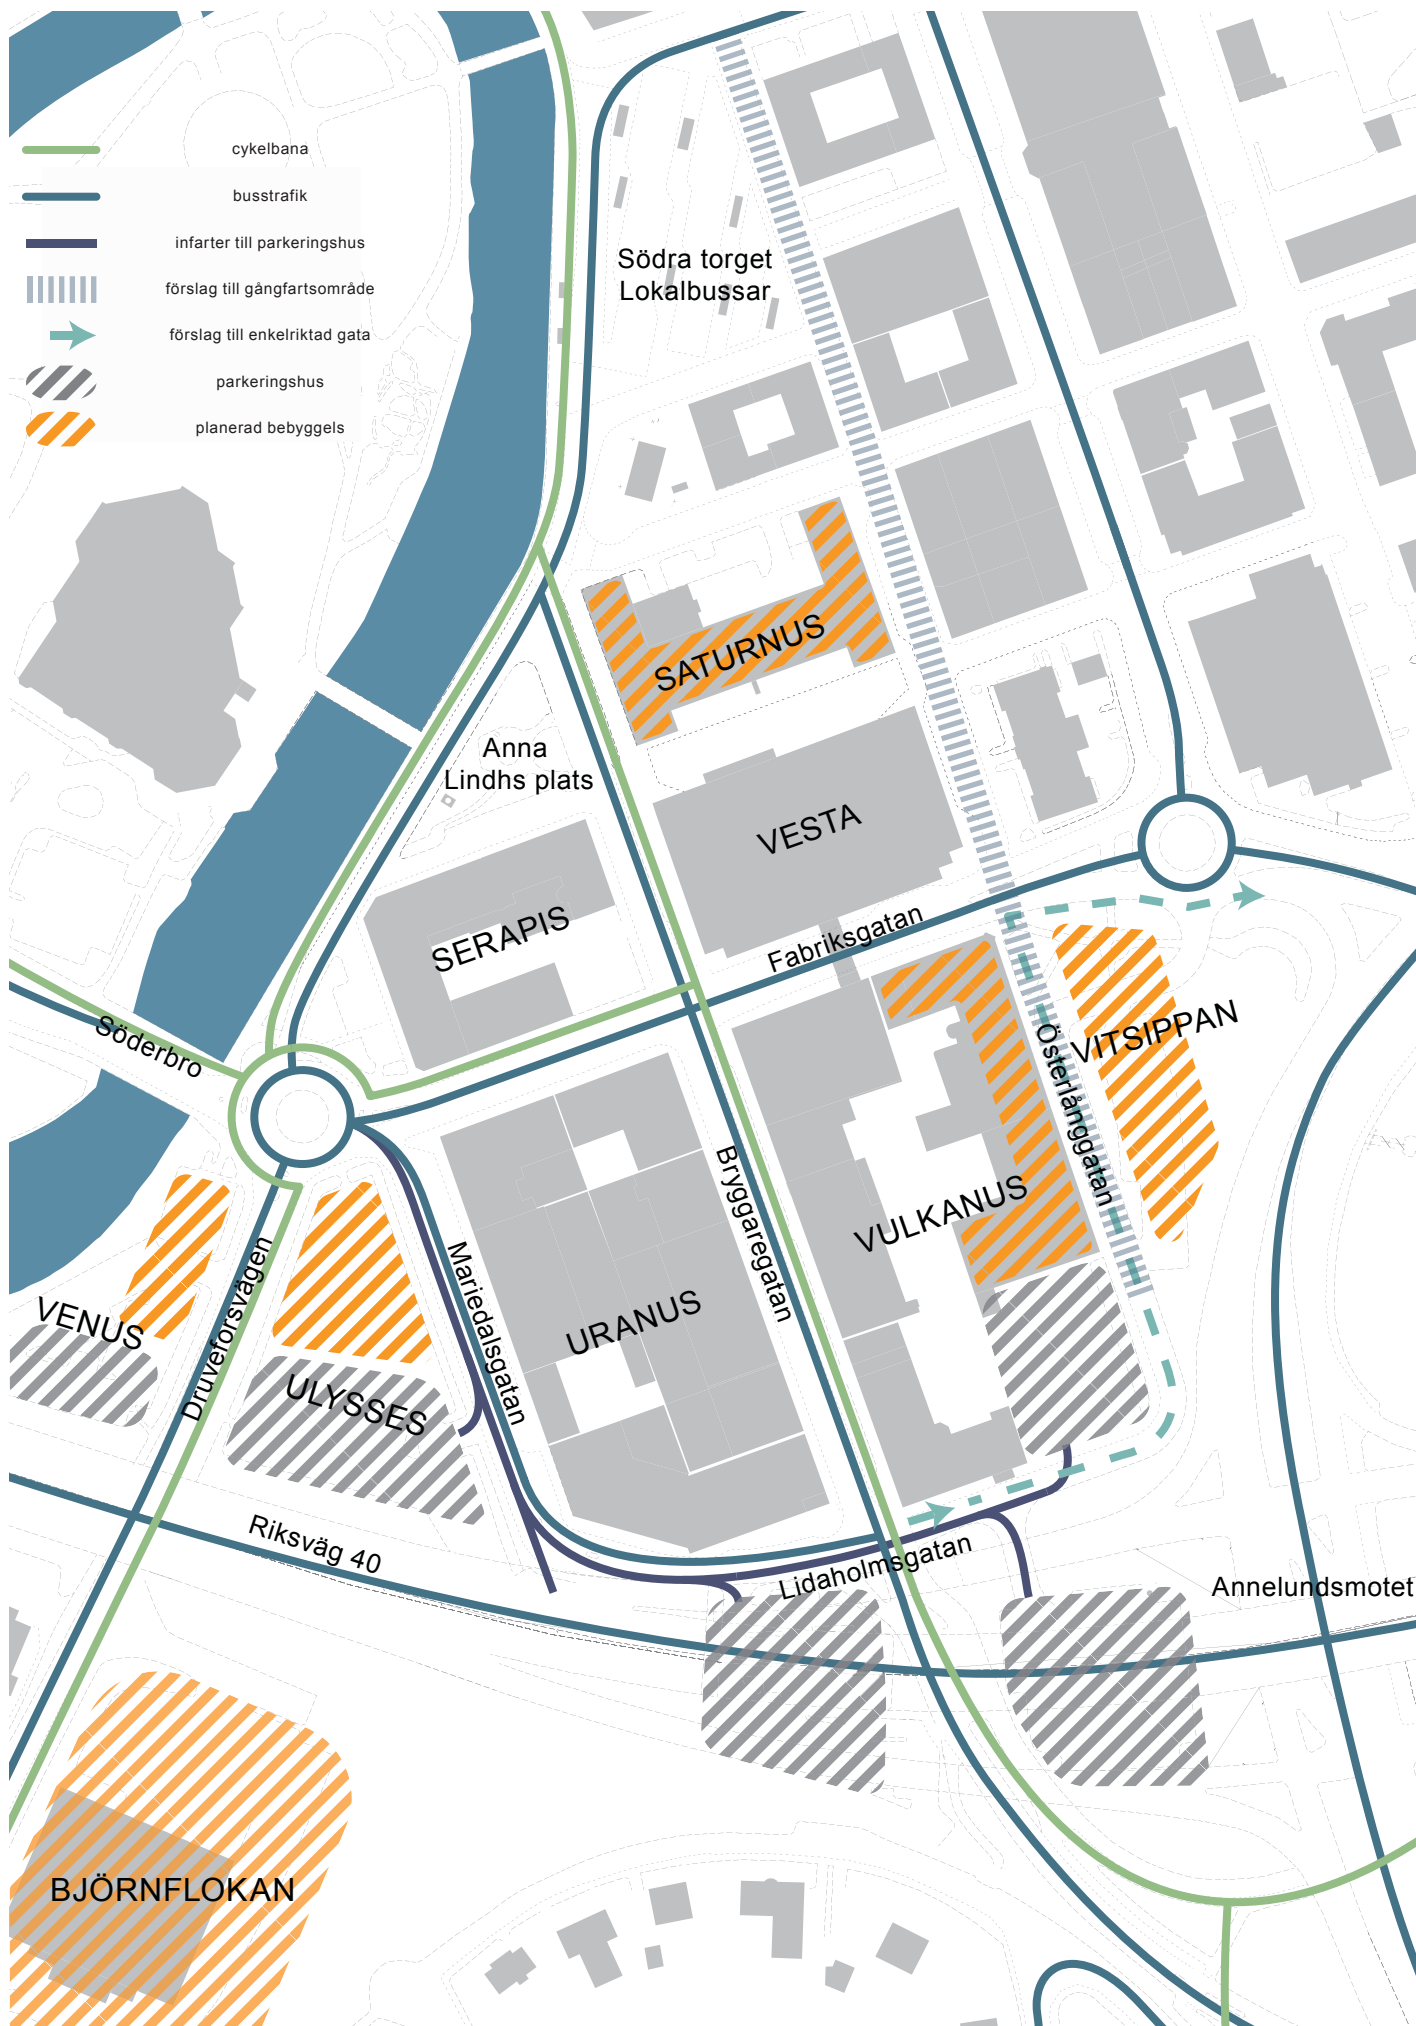 cykelbana
busstrafik
infarter till parkeringshus
förslag till gångfartsområde
förslag till enkelriktad gata
parkeringshus
planerad bebyggels
Södra torget
Lokalbussar
SATURNUS
Anna
Lindhs plats
VESTA
SERAPIS
Fabriksgatan
Söderbro
Österlånggatan
VITSIPPAN
Bryggaregatan
VULKANUS
Mariedalsgatan
Druveforsvägen
VENUS
URANUS
ULYSSES
Riksväg 40
Lidaholmsgatan
Annelundsmotet
BJÖRNFLOKAN